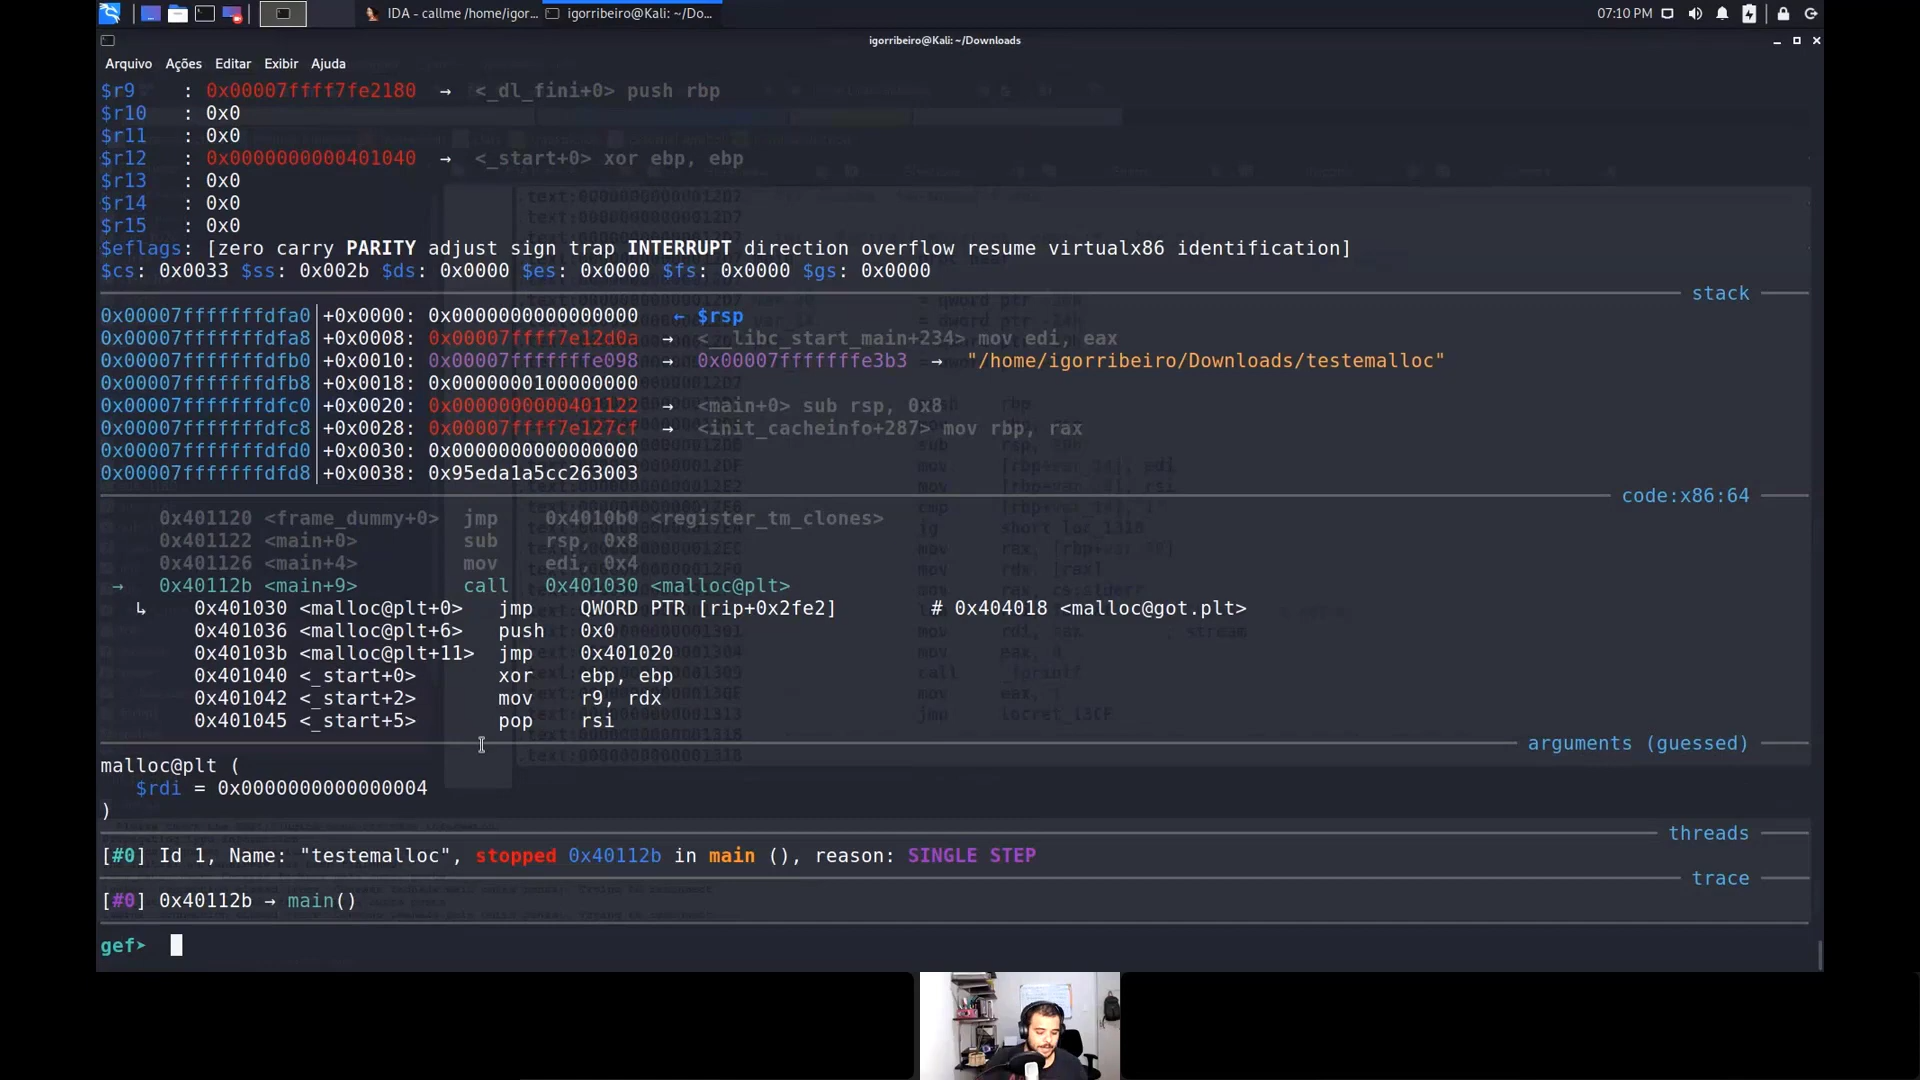 IDA - callme /home/igor...
igorribeiro@Kali: ~/Do...
07:10 PM
igorribeiro@Kali: ~/Downloads
Arquivo Ações Editar Exibir Ajuda
$r9 : 0x00007ffff7fe2180 → <_dl_fini+0> push rbp
$r10 : 0x0
$r11 : 0x0
$r12 : 0x0000000000401040 → <_start+0> xor ebp, ebp
$r13 : 0x0
$r14 : 0x0
$r15 : 0x0
$eflags: [zero carry PARITY adjust sign trap INTERRUPT direction overflow resume virtualx86 identification]
$cs: 0x0033 $ss: 0x002b $ds: 0x0000 $es: 0x0000 $fs: 0x0000 $gs: 0x0000
stack
0x00007fffffffdfa0│+0x0000: 0x0000000000000000 ← $rsp
0x00007fffffffdfa8│+0x0008: 0x00007ffff7e12d0a → <__libc_start_main+234> mov edi, eax
0x00007fffffffdfb0│+0x0010: 0x00007fffffffe098 → 0x00007fffffffe3b3 → "/home/igorribeiro/Downloads/testemalloc"
0x00007fffffffdfb8│+0x0018: 0x0000000100000000
0x00007fffffffdfc0│+0x0020: 0x0000000000401122 → <main+0> sub rsp, 0x8
0x00007fffffffdfc8│+0x0028: 0x00007ffff7e127cf → <init_cacheinfo+287> mov rbp, rax
0x00007fffffffdfd0│+0x0030: 0x0000000000000000
0x00007fffffffdfd8│+0x0038: 0x95eda1a5cc263003
code:x86:64
0x401120 <frame_dummy+0> jmp 0x4010b0 <register_tm_clones>
0x401122 <main+0> sub rsp, 0x8
0x401126 <main+4> mov edi, 0x4
→ 0x40112b <main+9> call 0x401030 <malloc@plt>
↳ 0x401030 <malloc@plt+0> jmp QWORD PTR [rip+0x2fe2] # 0x404018 <malloc@got.plt>
0x401036 <malloc@plt+6> push 0x0
0x40103b <malloc@plt+11> jmp 0x401020
0x401040 <_start+0> xor ebp, ebp
0x401042 <_start+2> mov r9, rdx
0x401045 <_start+5> pop rsi
arguments (guessed)
malloc@plt (
$rdi = 0x0000000000000004
)
threads
[#0] Id 1, Name: "testemalloc", stopped 0x40112b in main (), reason: SINGLE STEP
trace
[#0] 0x40112b → main()
gef➤